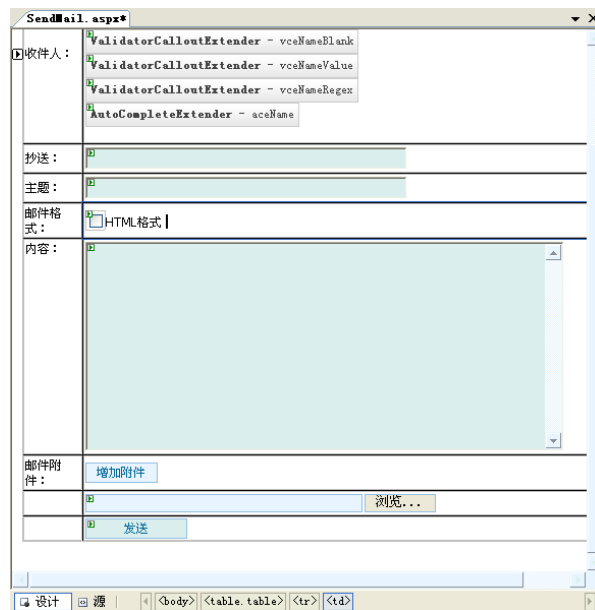 SendMail.aspx*
收件人：
ValidatorCalloutExtender - vceNameBlank
ValidatorCalloutExtender - vceNameValue
ValidatorCalloutExtender - vceNameRegex
AutoCompleteExtender - aceName
抄送：
主题：
邮件格
式：
HTML格式
内容：
邮件附
件：
增加附件
浏览...
发送
设计 源 <body> <table.table> <tr> <td>